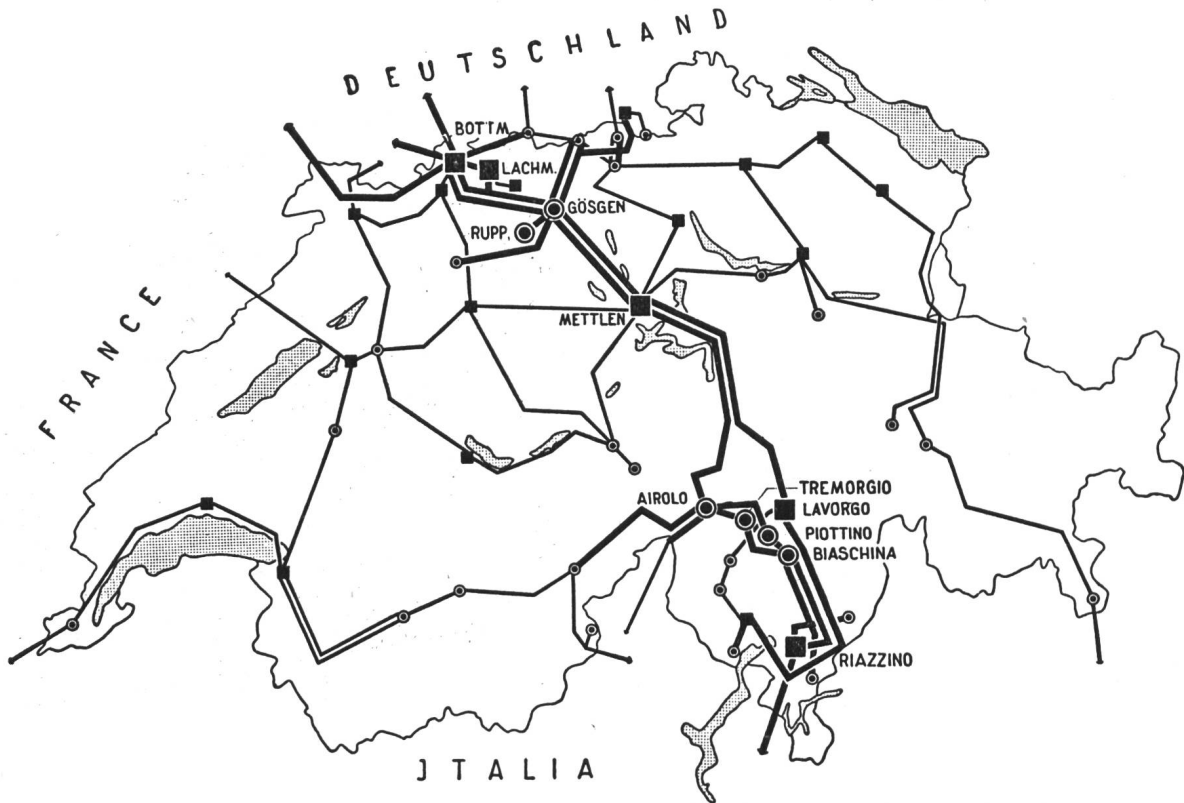 DEUTSCHLAND
BOTTM.
LACHM.
GÖSGEN
RUPP.
FRANCE
METTLEN
AIROLO
TREMORGIO
LAVORGO
PIOTTINO
BIASCHINA
RIAZZINO
JTALIA